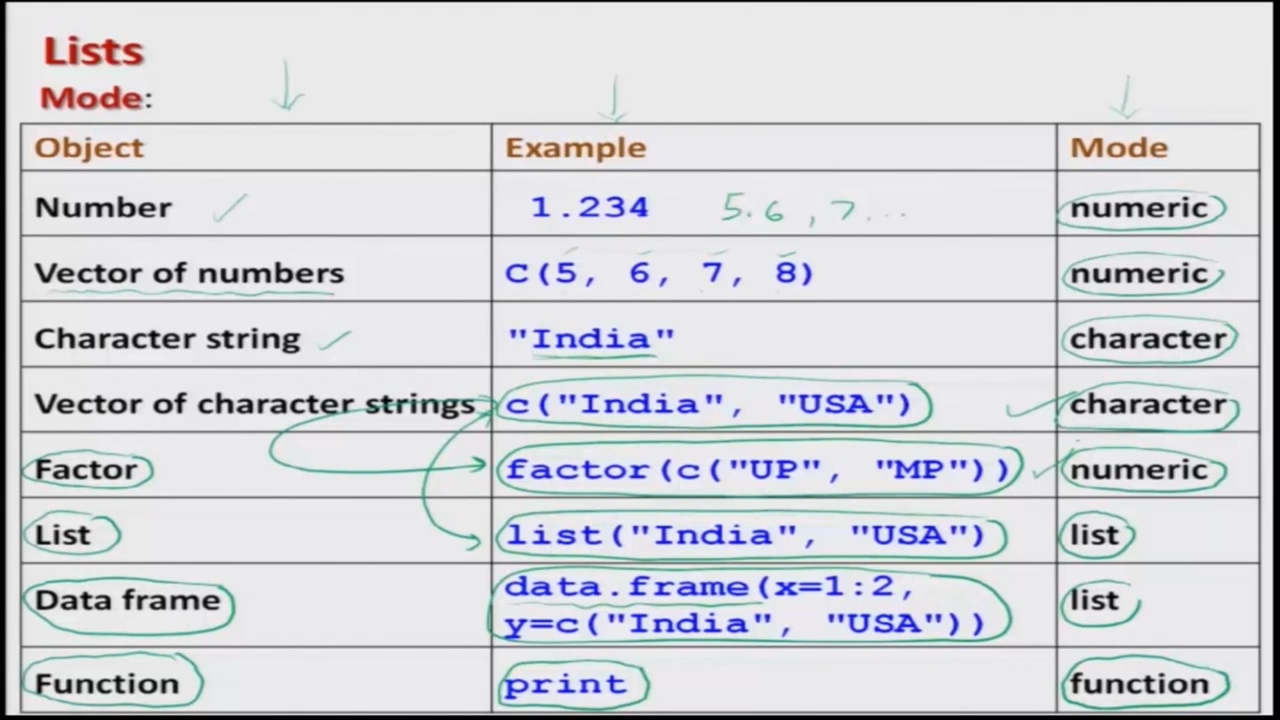 Lists
Mode:
Object Example Mode
Number 1.234 5.6 , 7 ... numeric
Vector of numbers C(5, 6, 7, 8) numeric
Character string "India" character
Vector of character strings c("India", "USA") character
Factor factor(c("UP", "MP")) numeric
List list("India", "USA") list
Data frame data.frame(x=1:2, list
y=c("India", "USA"))
Function print function